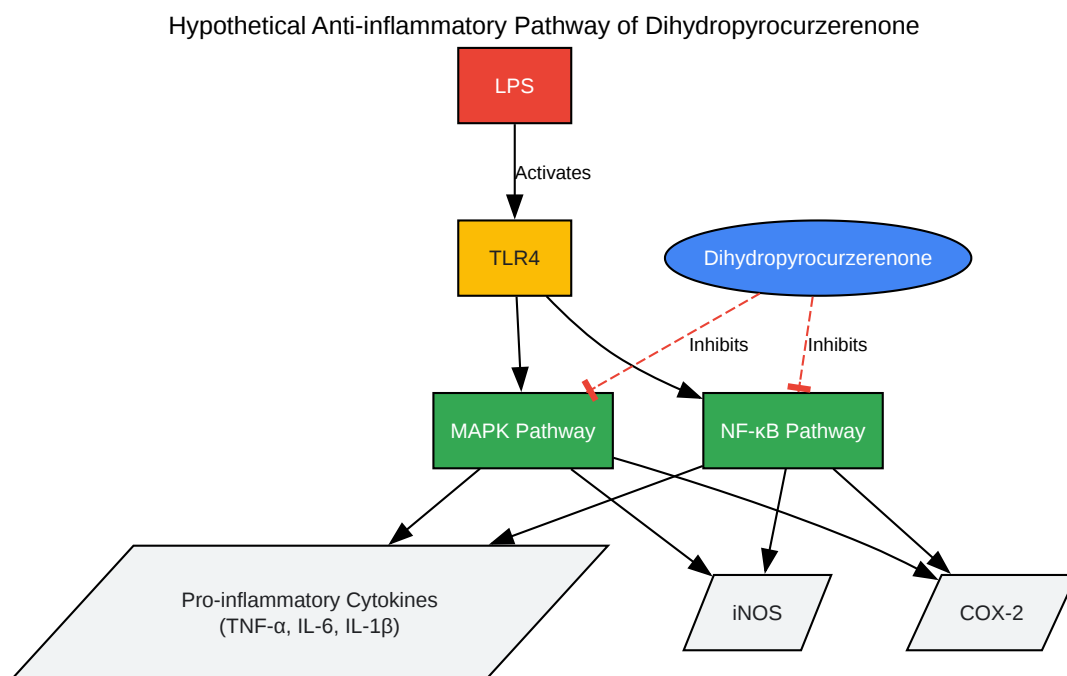 Hypothetical Anti-inflammatory Pathway of Dihydropyrocurzerenone
LPS
Activates
TLR4
Dihydropyrocurzerenone
Inhibits
Inhibits
MAPK Pathway
NF-κB Pathway
Pro-inflammatory Cytokines
(TNF-α, IL-6, IL-1β)
iNOS
COX-2